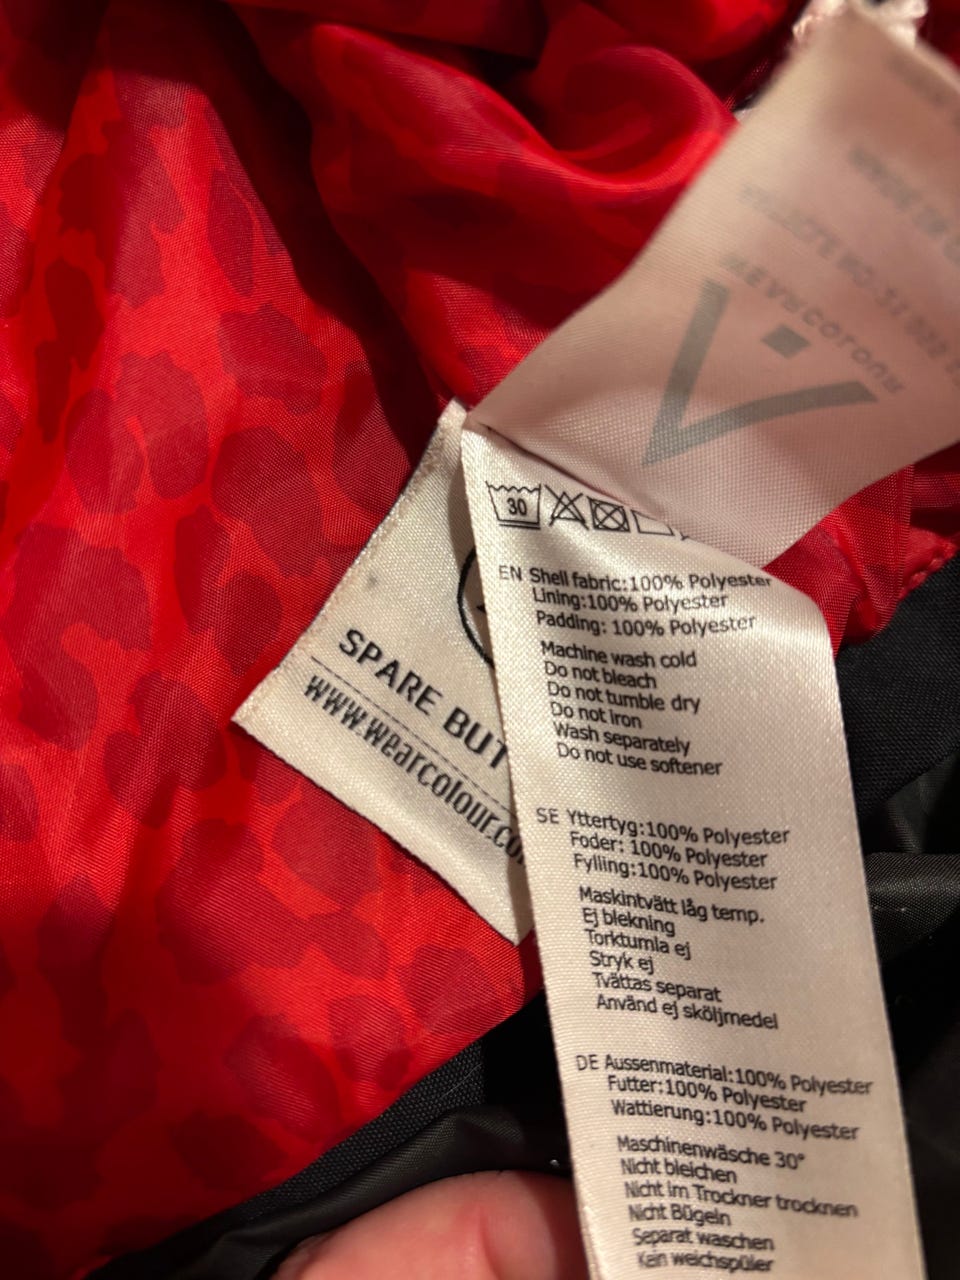 WEARCOLOUR
SPARE BUT
www.wearcolour.co
30
EN Shell fabric:100% Polyester
Lining:100% Polyester
Padding: 100% Polyester
Machine wash cold
Do not bleach
Do not tumble dry
Do not iron
Wash separately
Do not use softener
SE Yttertyg:100% Polyester
Foder: 100% Polyester
Fylling:100% Polyester
Maskintvätt låg temp.
Ej blekning
Torktumla ej
Stryk ej
Tvättas separat
Använd ej sköljmedel
DE Aussenmaterial:100% Polyester
Futter:100% Polyester
Wattierung:100% Polyester
Maschinenwäsche 30°
Nicht bleichen
Nicht im Trockner trocknen
Nicht Bügeln
Separat waschen
Kein weichspüler